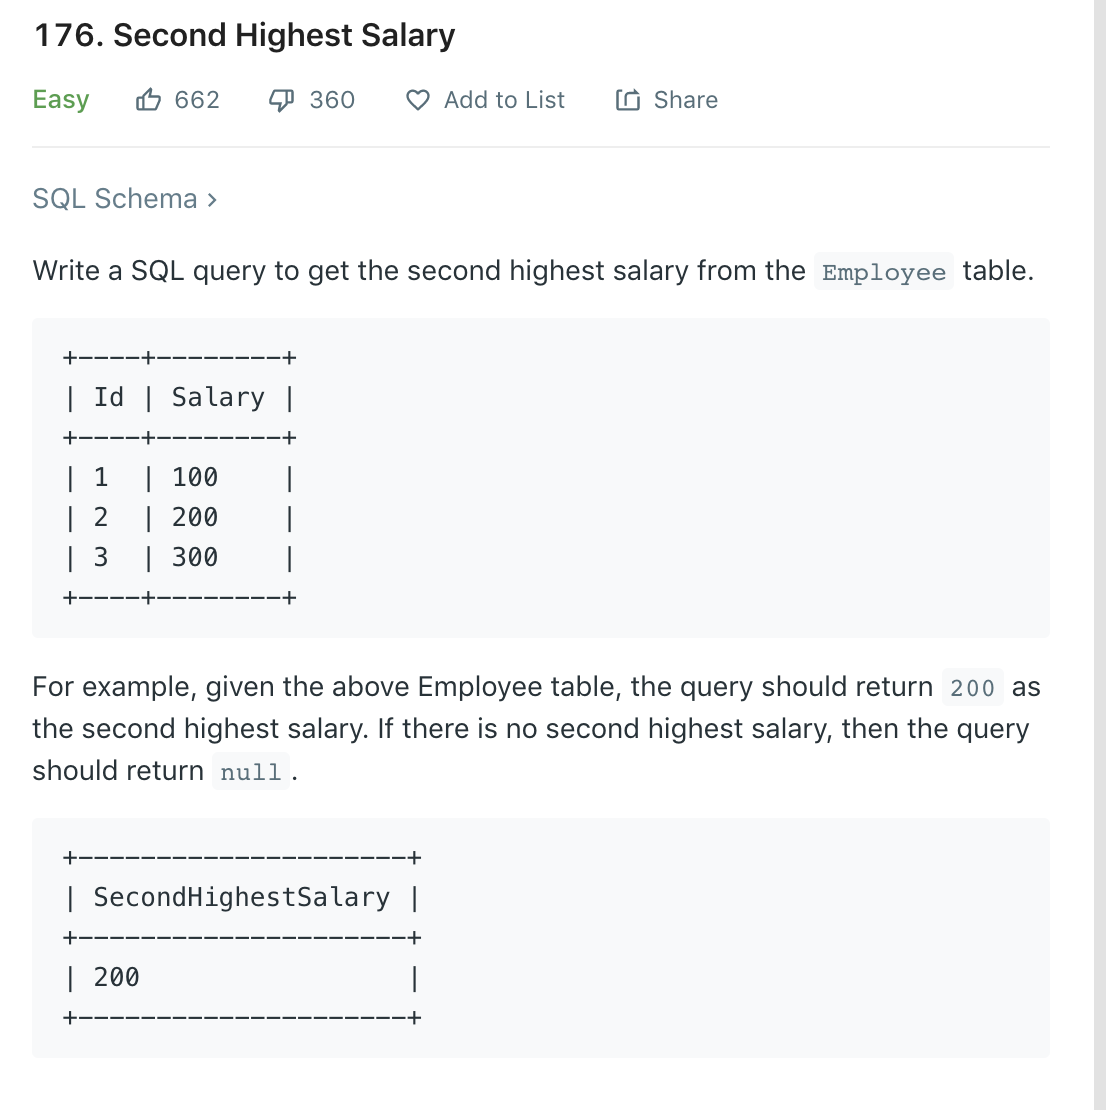 176. Second Highest Salary
Easy 662 360 Add to List Share
SQL Schema >
Write a SQL query to get the second highest salary from the Employee table.
+----+--------+
| Id | Salary |
+----+--------+
| 1  | 100    |
| 2  | 200    |
| 3  | 300    |
+----+--------+
For example, given the above Employee table, the query should return 200 as
the second highest salary. If there is no second highest salary, then the query
should return null.
+---------------------+
| SecondHighestSalary |
+---------------------+
| 200                 |
+---------------------+